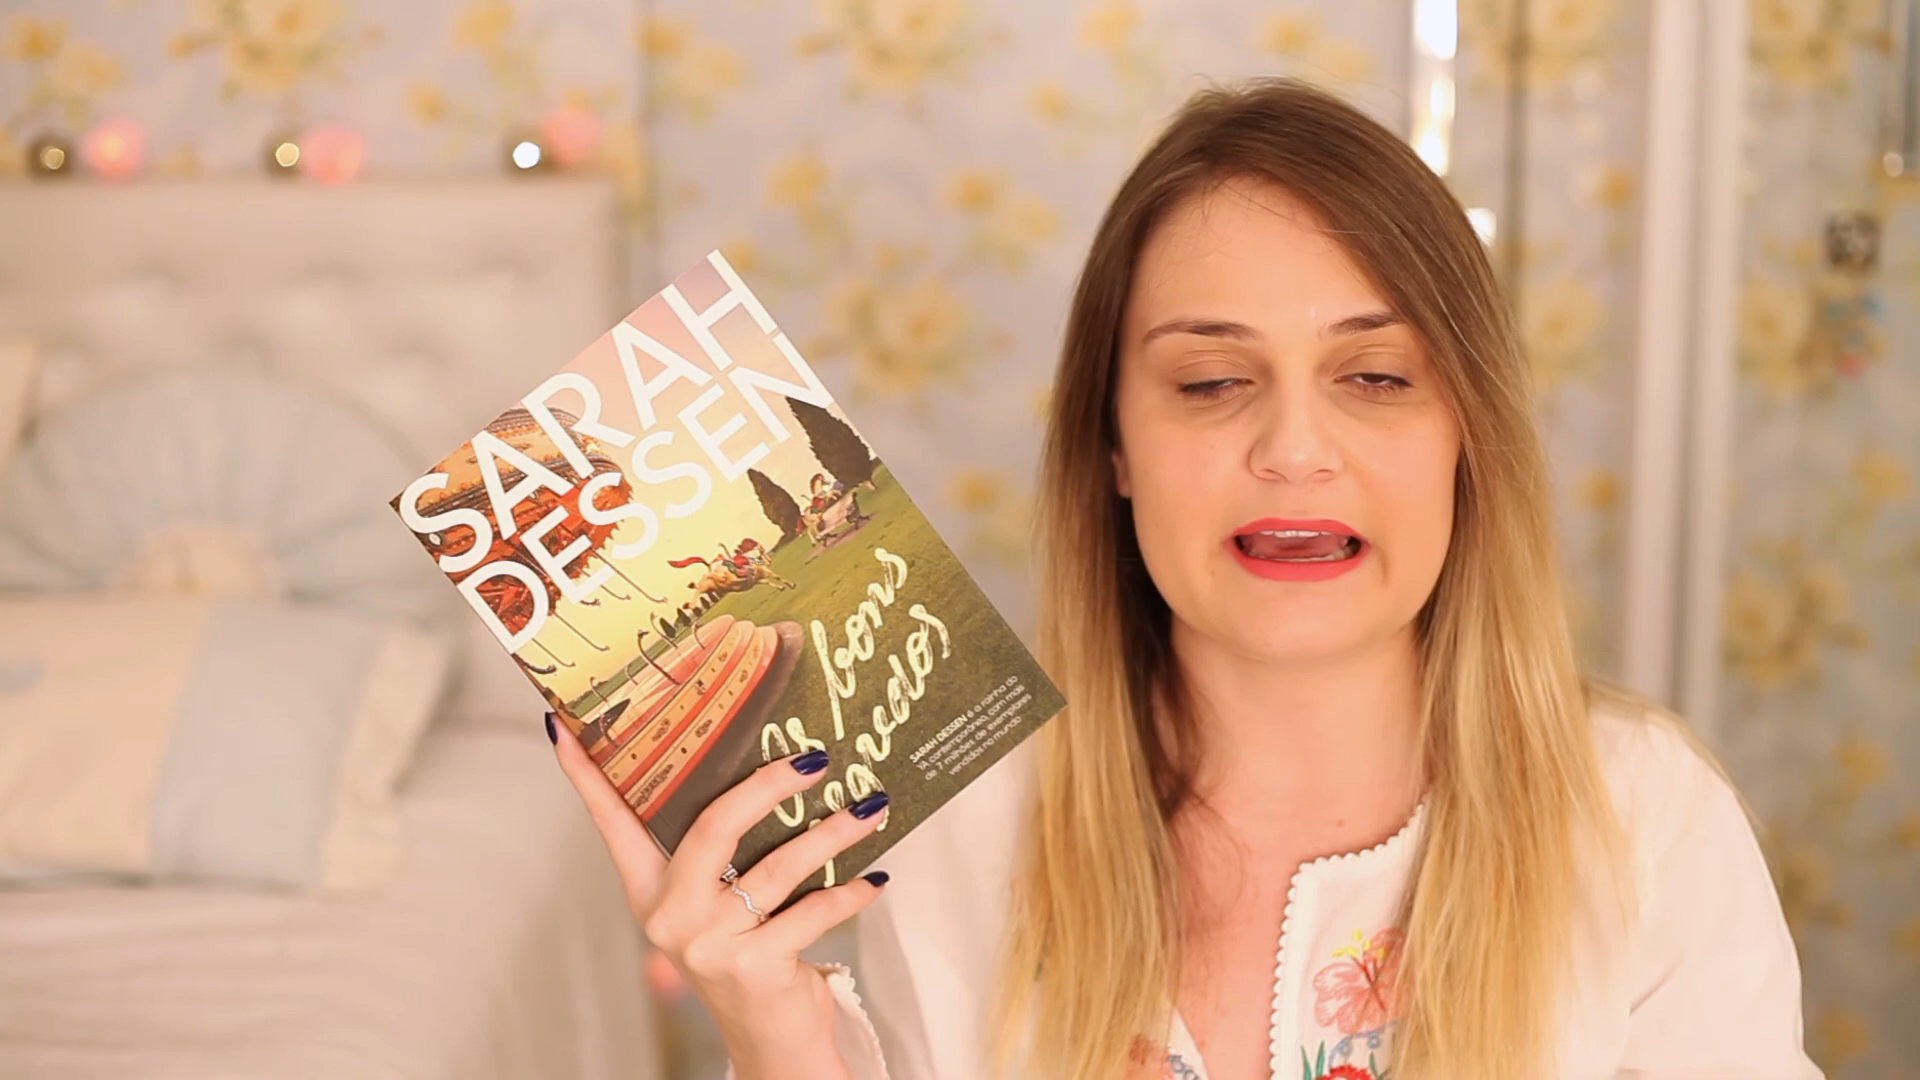 SARAH
DESSEN
Os bons
segredos
SARAH DESSEN é a rainha do
YA contemporâneo, com mais
de 7 milhões de exemplares
vendidos no mundo